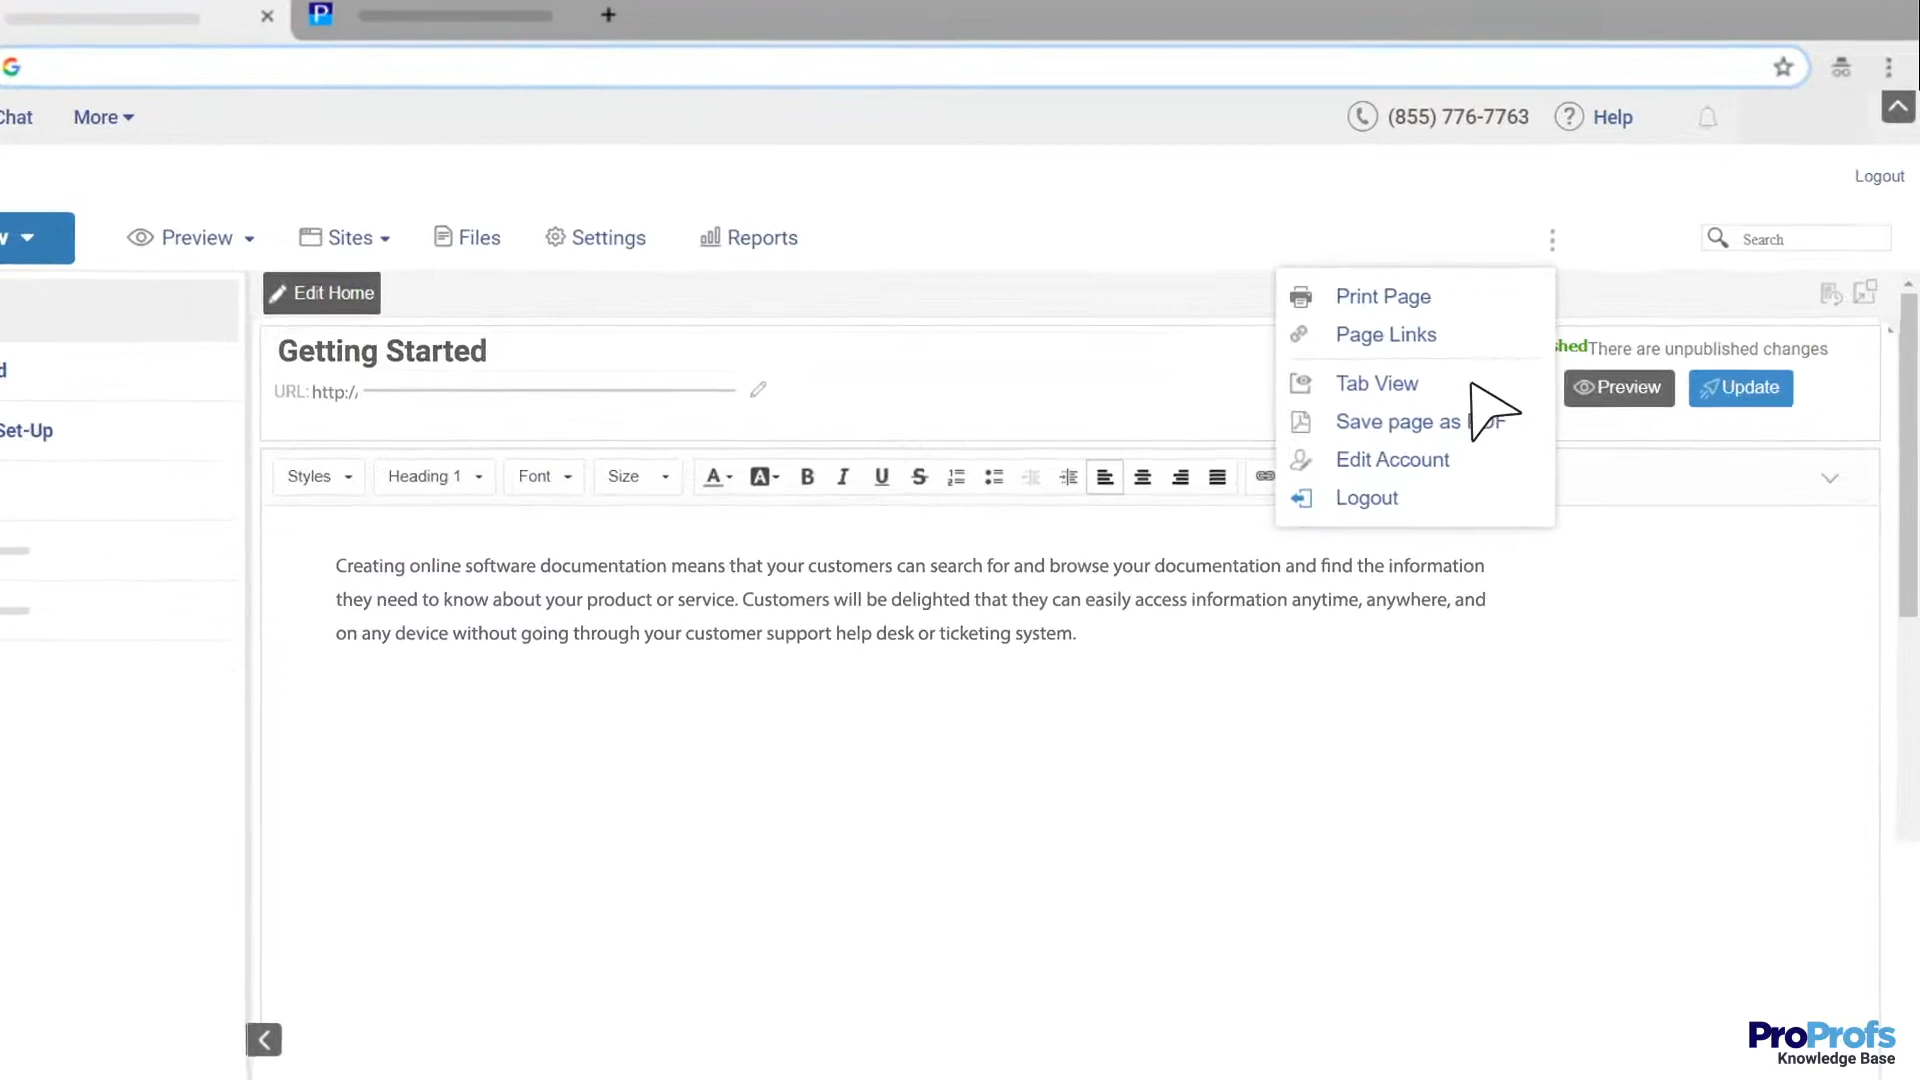 P
Chat
More
(855) 776-7763
? Help
Logout
Preview
Sites
Files
Settings
Reports
Search
Edit Home
Print Page
Page Links
Tab View
Save page as PDF
Edit Account
Logout
Getting Started
There are unpublished changes
URL: http:/
Preview
Update
Set-Up
Styles
Heading 1
Font
Size
A
A
B
I
U
S
Creating online software documentation means that your customers can search for and browse your documentation and find the information
they need to know about your product or service. Customers will be delighted that they can easily access information anytime, anywhere, and
on any device without going through your customer support help desk or ticketing system.
ProProfs
Knowledge Base